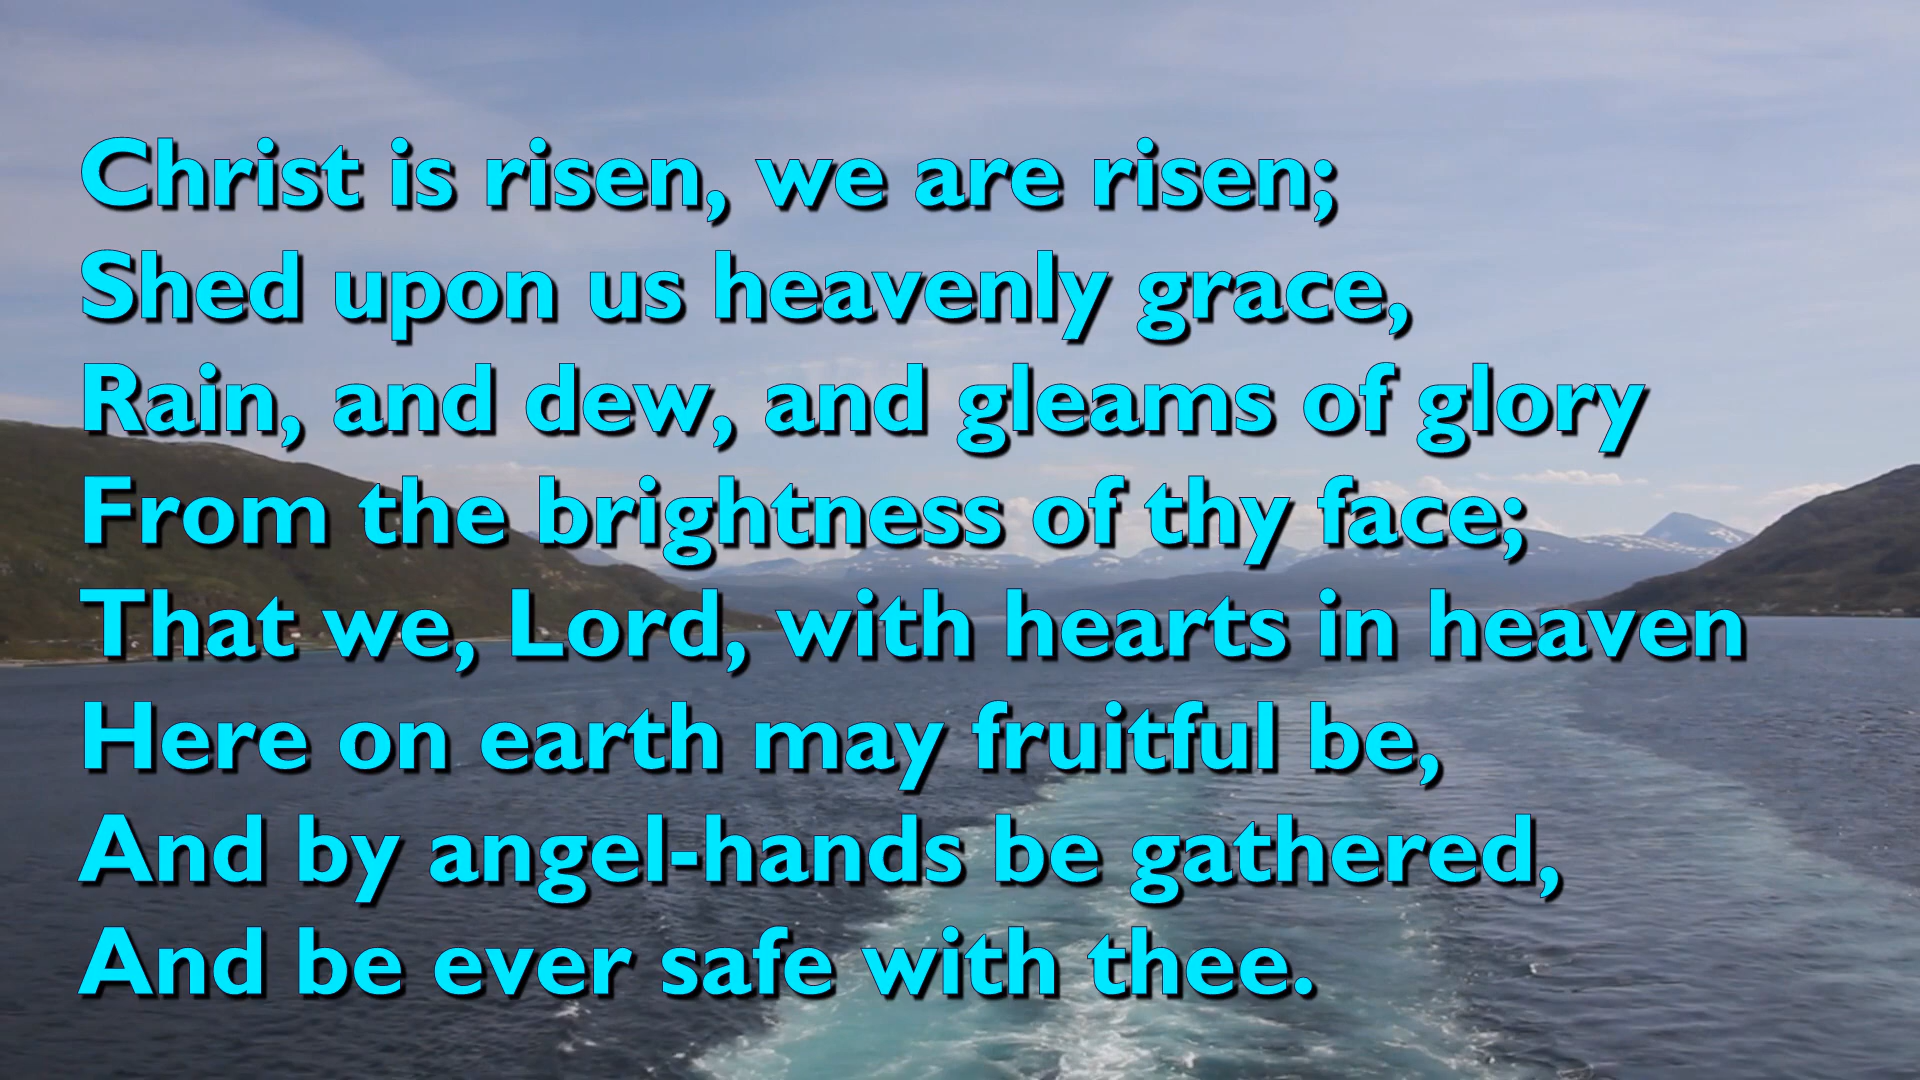 Christ is risen, we are risen;
Shed upon us heavenly grace,
Rain, and dew, and gleams of glory
From the brightness of thy face;
That we, Lord, with hearts in heaven
Here on earth may fruitful be,
And by angel-hands be gathered,
And be ever safe with thee.